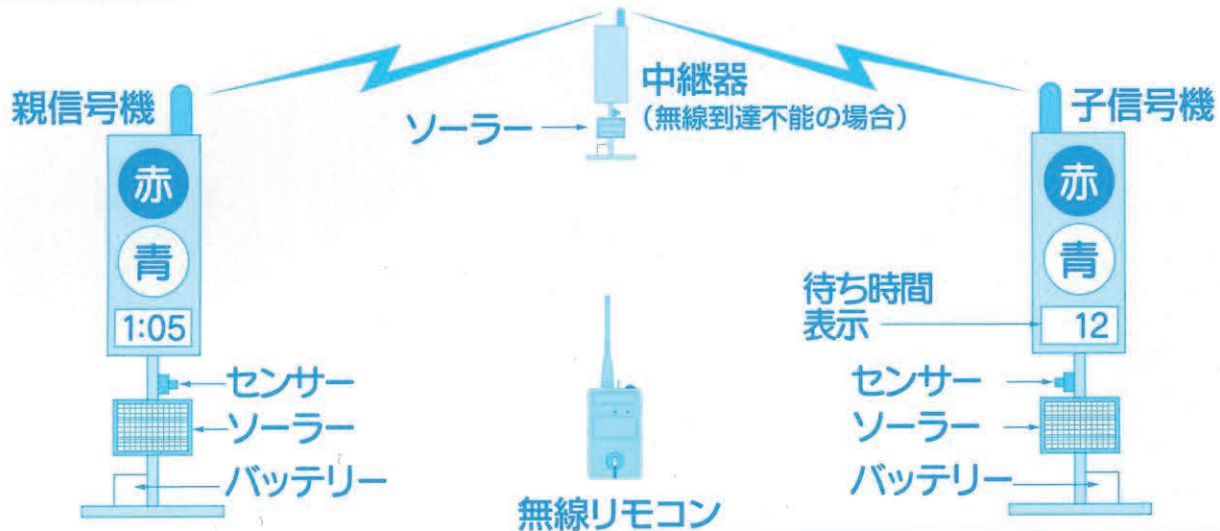 親信号機
赤
青
1:05
センサー
ソーラー
バッテリー
中継器
(無線到達不能の場合)
ソーラー
無線リモコン
子信号機
赤
青
待ち時間
表示
12
センサー
ソーラー
バッテリー